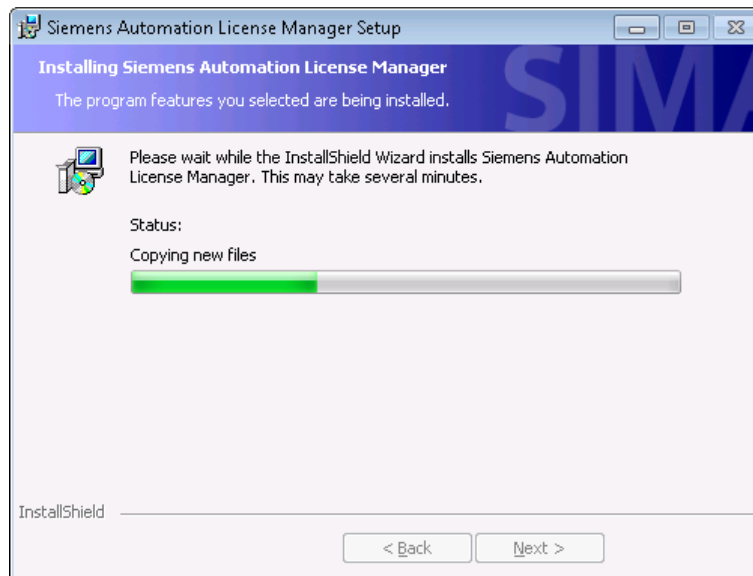 Siemens Automation License Manager Setup
Installing Siemens Automation License Manager
The program features you selected are being installed.
SIMA
Please wait while the InstallShield Wizard installs Siemens Automation
License Manager. This may take several minutes.
Status:
Copying new files
InstallShield
< Back
Next >